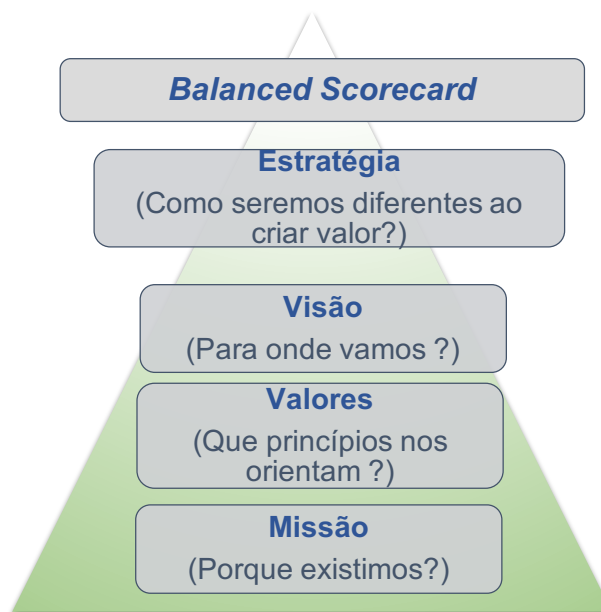 Balanced Scorecard
Estratégia
(Como seremos diferentes ao
criar valor?)
Visão
(Para onde vamos ?)
Valores
(Que princípios nos
orientam ?)
Missão
(Porque existimos?)